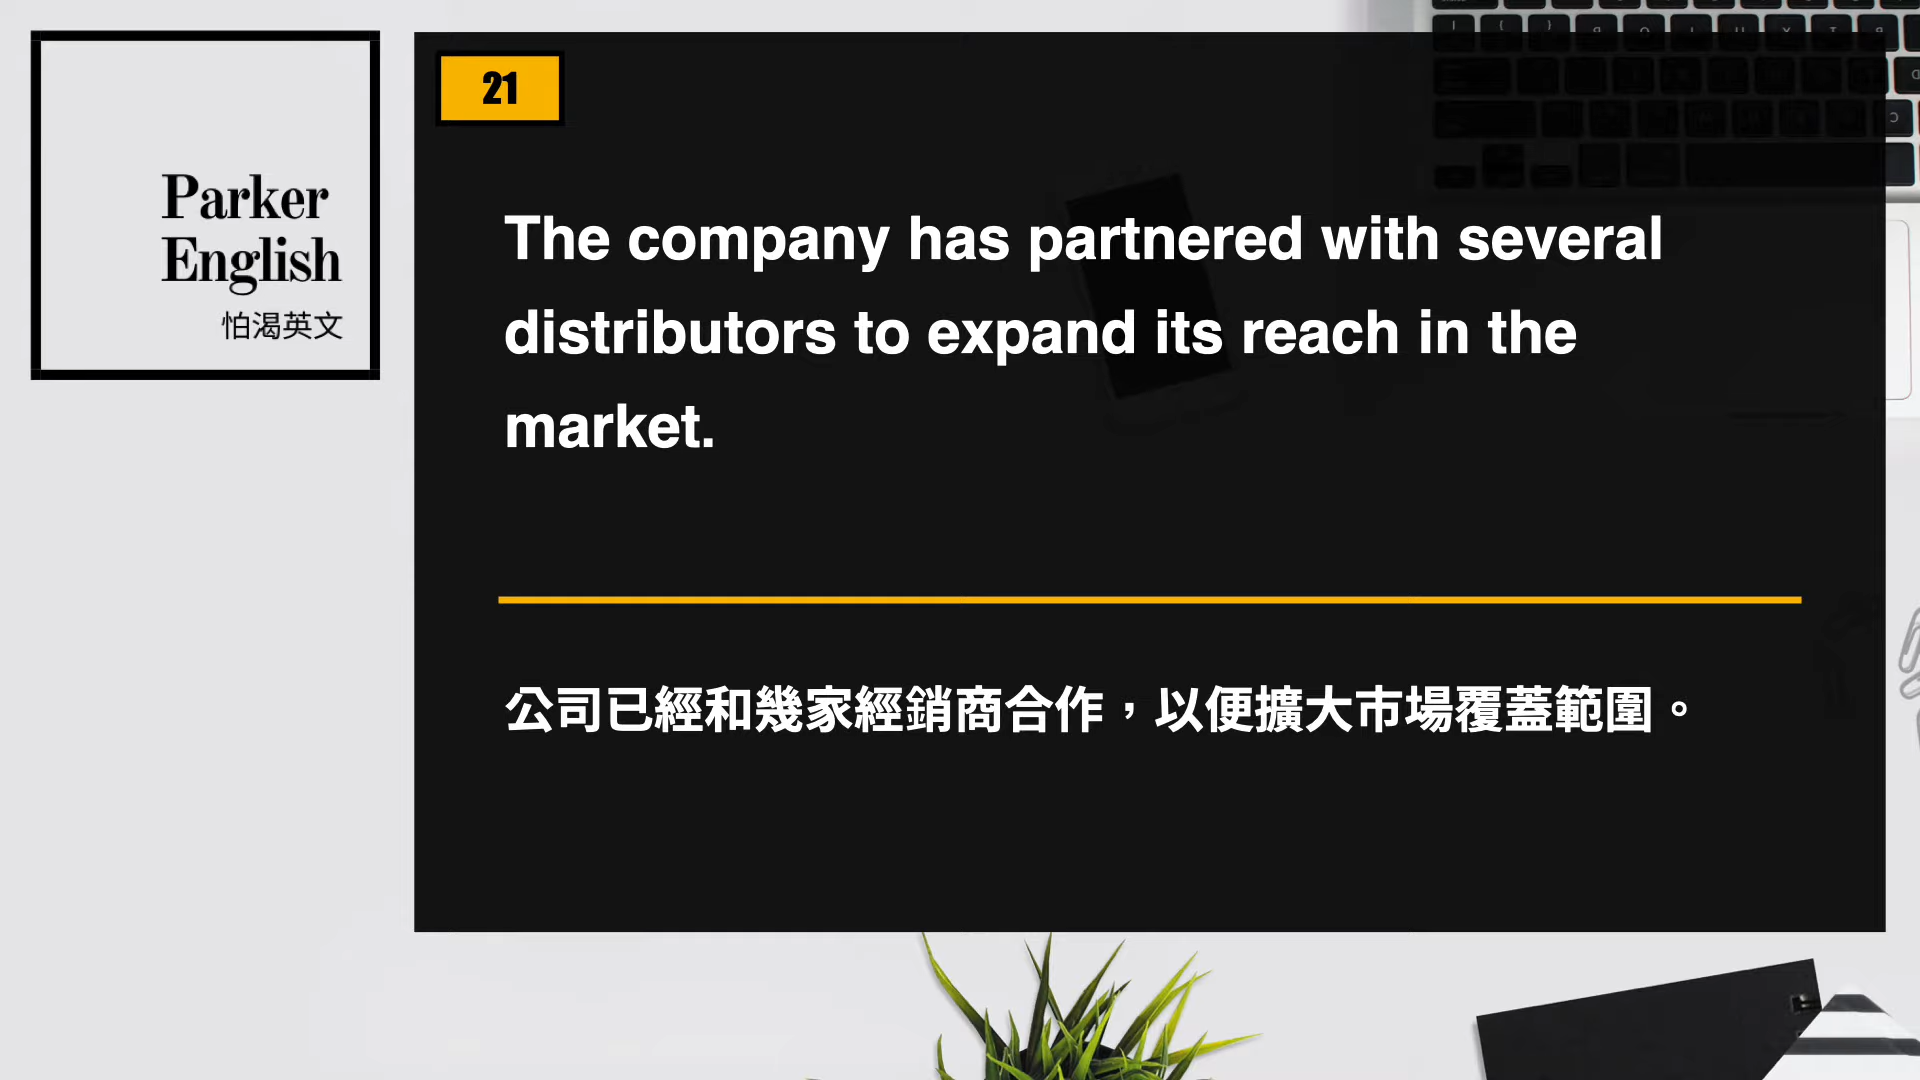 Parker
English
怕渴英文
21
The company has partnered with several
distributors to expand its reach in the
market.
公司已經和幾家經銷商合作，以便擴大市場覆蓋範圍。